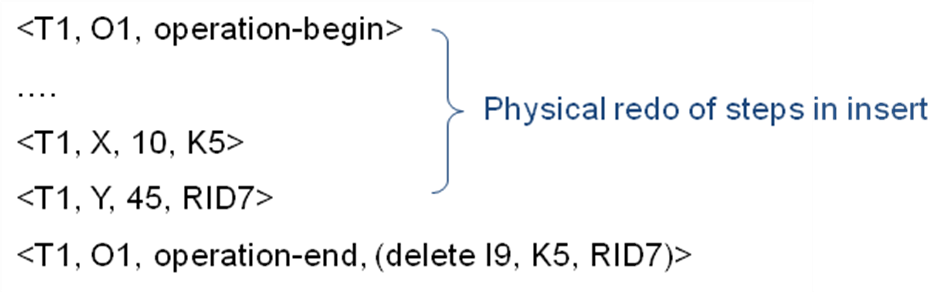 <T1, O1, operation-begin>
....
Physical redo of steps in insert
<T1, X, 10, K5>
<T1, Y, 45, RID7>
<T1, O1, operation-end, (delete I9, K5, RID7)>